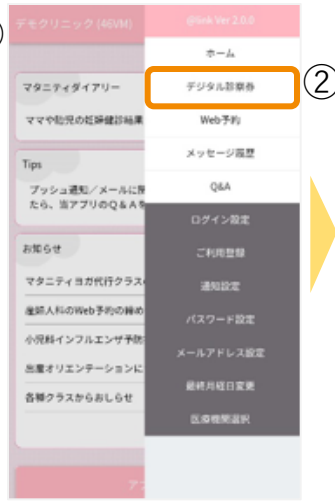 デモクリニック (46VM)
@link Ver 2.0.0
ホーム
デジタル診察券
②
Web予約
メッセージ履歴
Q&A
ログイン設定
ご利用登録
通知設定
パスワード設定
メールアドレス設定
最終月経日変更
医療機関選択
マタニティダイアリー
ママや胎児の妊婦健診結果
Tips
プッシュ通知／メールに
たら、当アプリのQ&Aを
お知らせ
マタニティヨガ代行クラス
産婦人科のWeb予約の締め
小児科インフルエンザ予防
出産オリエンテーションに
各種クラスからおしらせ